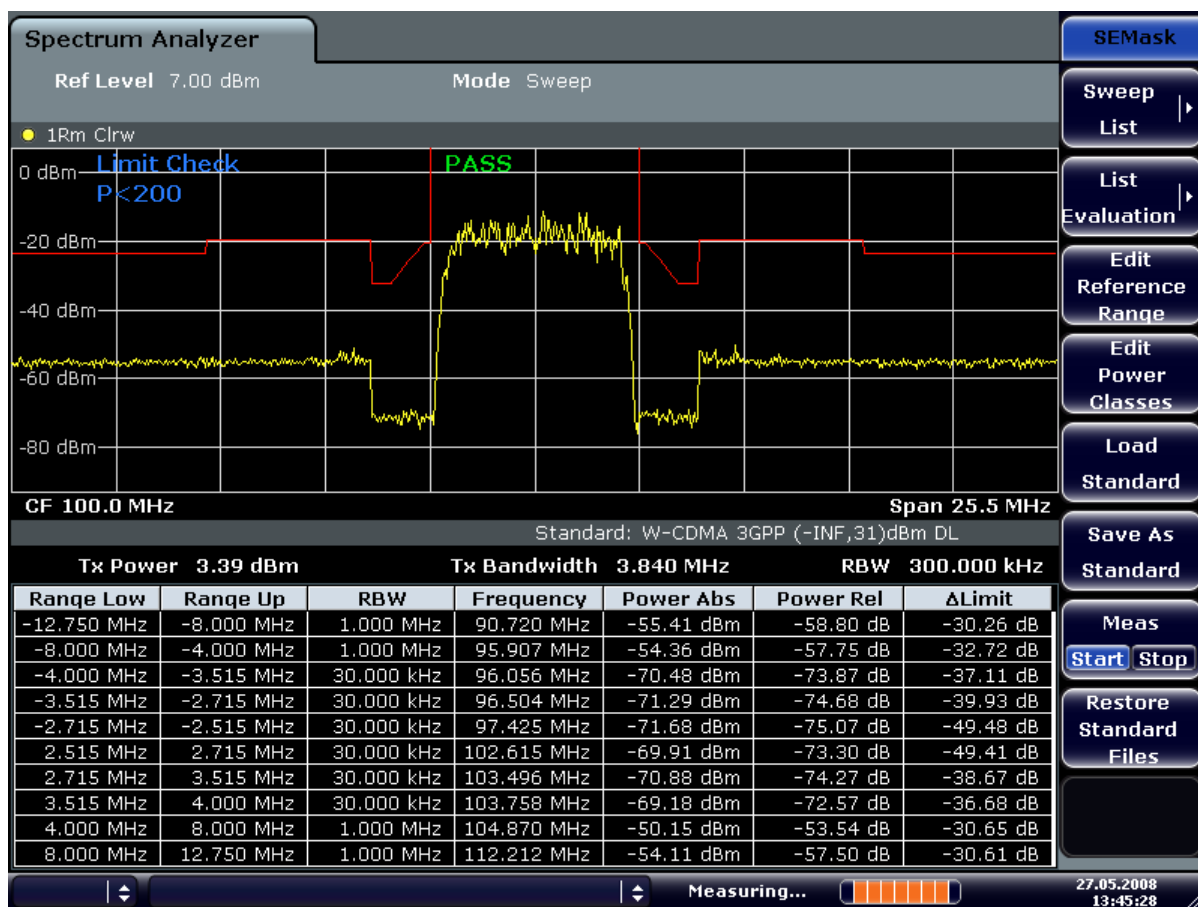 Spectrum Analyzer
Ref Level 7.00 dBm Mode Sweep
1Rm Clrw
Limit Check PASS
P<200
0 dBm
-20 dBm
-40 dBm
-60 dBm
-80 dBm
CF 100.0 MHz Span 25.5 MHz
Standard: W-CDMA 3GPP (-INF,31)dBm DL
Tx Power 3.39 dBm Tx Bandwidth 3.840 MHz RBW 300.000 kHz
Range Low Range Up RBW Frequency Power Abs Power Rel ΔLimit
-12.750 MHz -8.000 MHz 1.000 MHz 90.720 MHz -55.41 dBm -58.80 dB -30.26 dB
-8.000 MHz -4.000 MHz 1.000 MHz 95.907 MHz -54.36 dBm -57.75 dB -32.72 dB
-4.000 MHz -3.515 MHz 30.000 kHz 96.056 MHz -70.48 dBm -73.87 dB -37.11 dB
-3.515 MHz -2.715 MHz 30.000 kHz 96.504 MHz -71.29 dBm -74.68 dB -39.93 dB
-2.715 MHz -2.515 MHz 30.000 kHz 97.425 MHz -71.68 dBm -75.07 dB -49.48 dB
2.515 MHz 2.715 MHz 30.000 kHz 102.615 MHz -69.91 dBm -73.30 dB -49.41 dB
2.715 MHz 3.515 MHz 30.000 kHz 103.496 MHz -70.88 dBm -74.27 dB -38.67 dB
3.515 MHz 4.000 MHz 30.000 kHz 103.758 MHz -69.18 dBm -72.57 dB -36.68 dB
4.000 MHz 8.000 MHz 1.000 MHz 104.870 MHz -50.15 dBm -53.54 dB -30.65 dB
8.000 MHz 12.750 MHz 1.000 MHz 112.212 MHz -54.11 dBm -57.50 dB -30.61 dB
Measuring...
27.05.2008
13:45:28
SEMask
Sweep
List
List
Evaluation
Edit
Reference
Range
Edit
Power
Classes
Load
Standard
Save As
Standard
Meas
Start Stop
Restore
Standard
Files